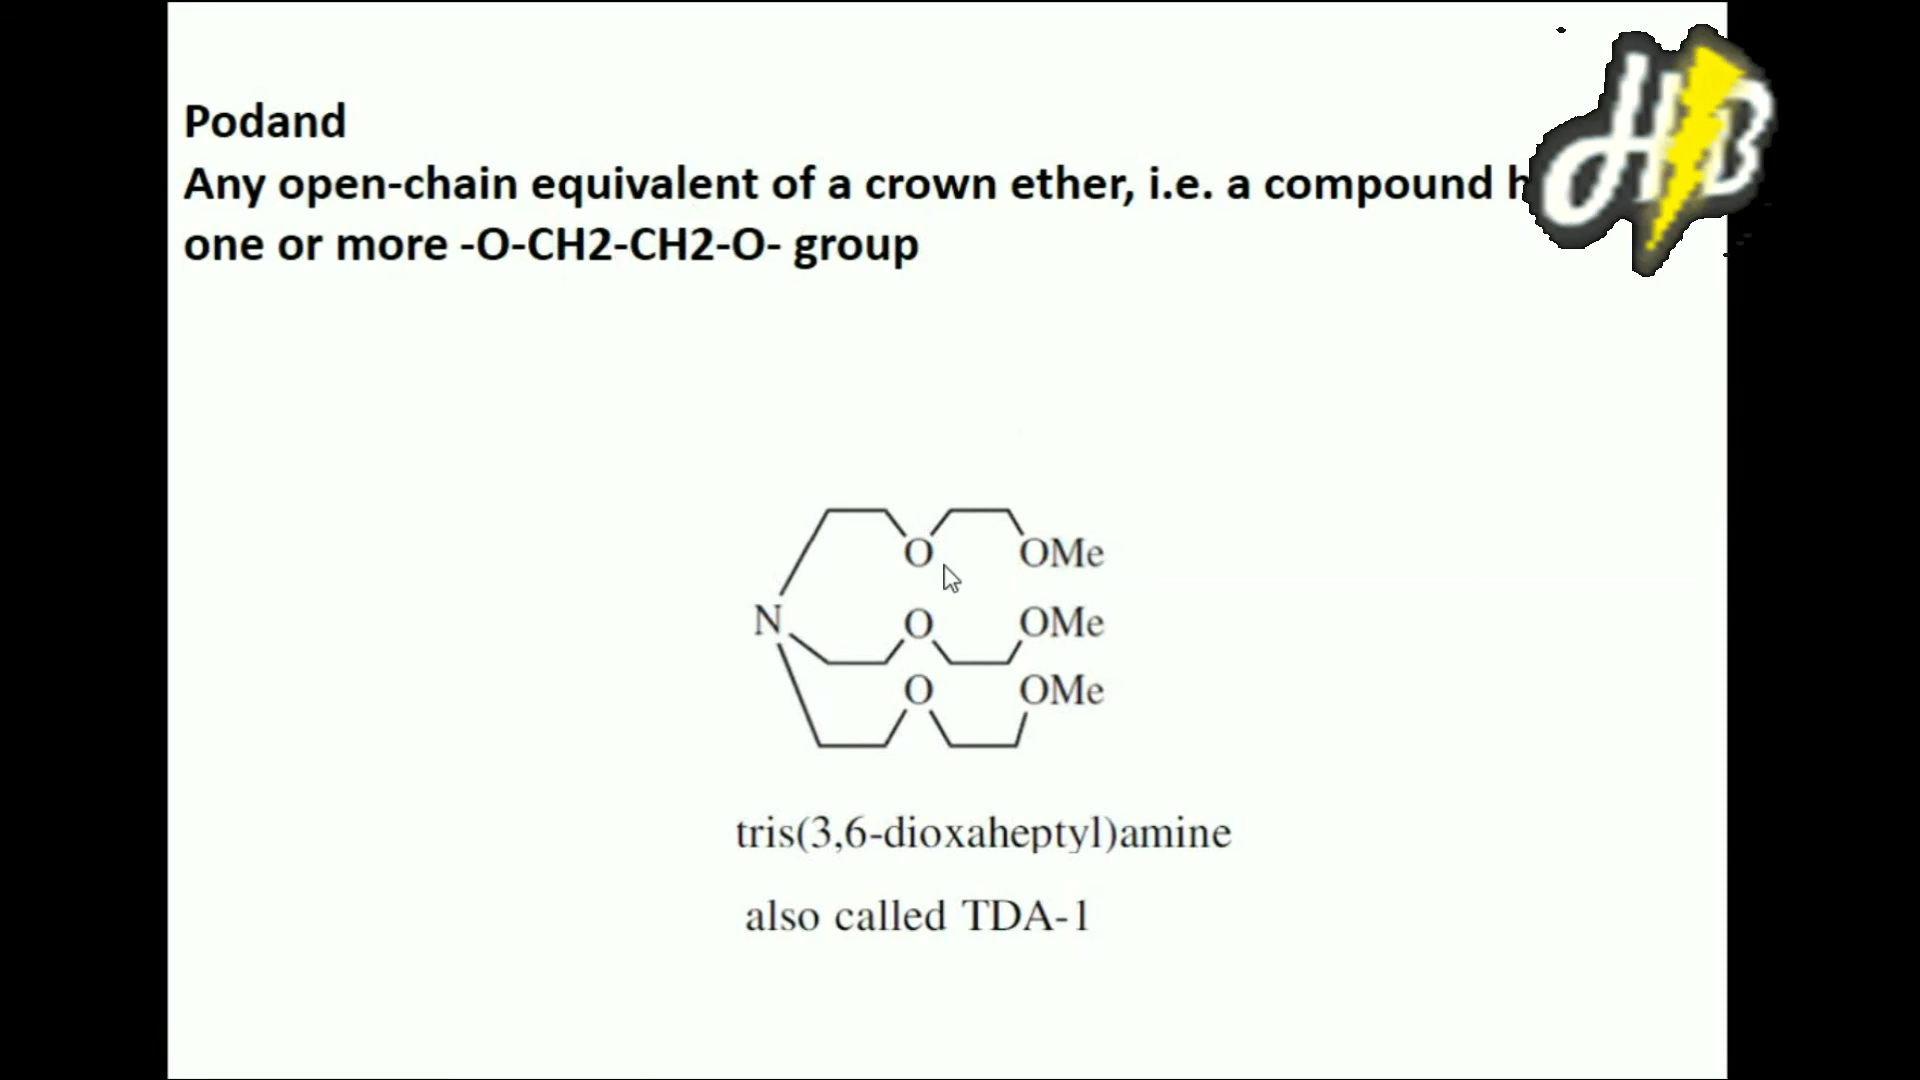 HB
Podand
Any open-chain equivalent of a crown ether, i.e. a compound
one or more -O-CH2-CH2-O- group
O OMe
N O OMe
O OMe
tris(3,6-dioxaheptyl)amine
also called TDA-1